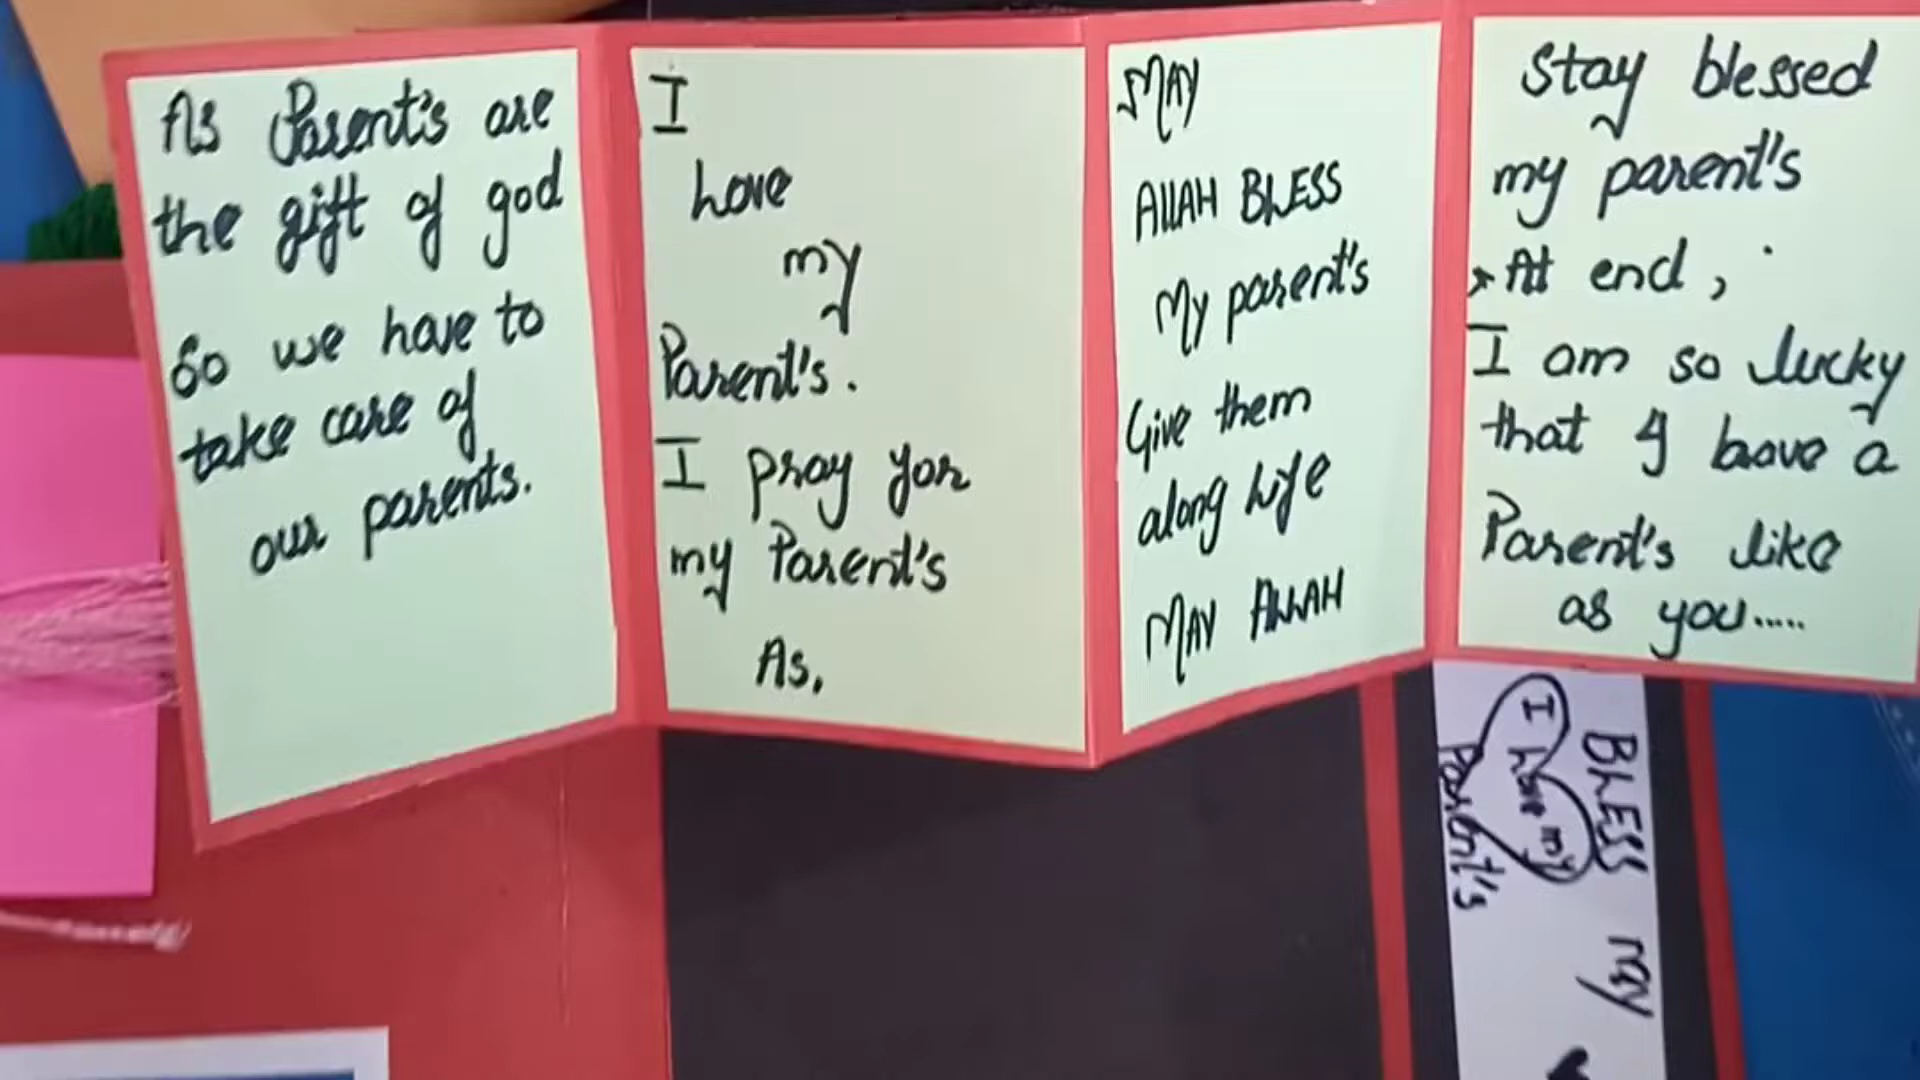 As Parent's are
the gift of god
So we have to
take care of
our parents.
I
Love
my
Parent's.
I pray for
my Parent's
As.
MAY
ALLAH BLESS
My parent's
Give them
along life
MAY ALLAH
Stay blessed
my parent's
At end,
I am so lucky
that I have a
Parent's like
as you.....
BLESS my
I love my
Parent's